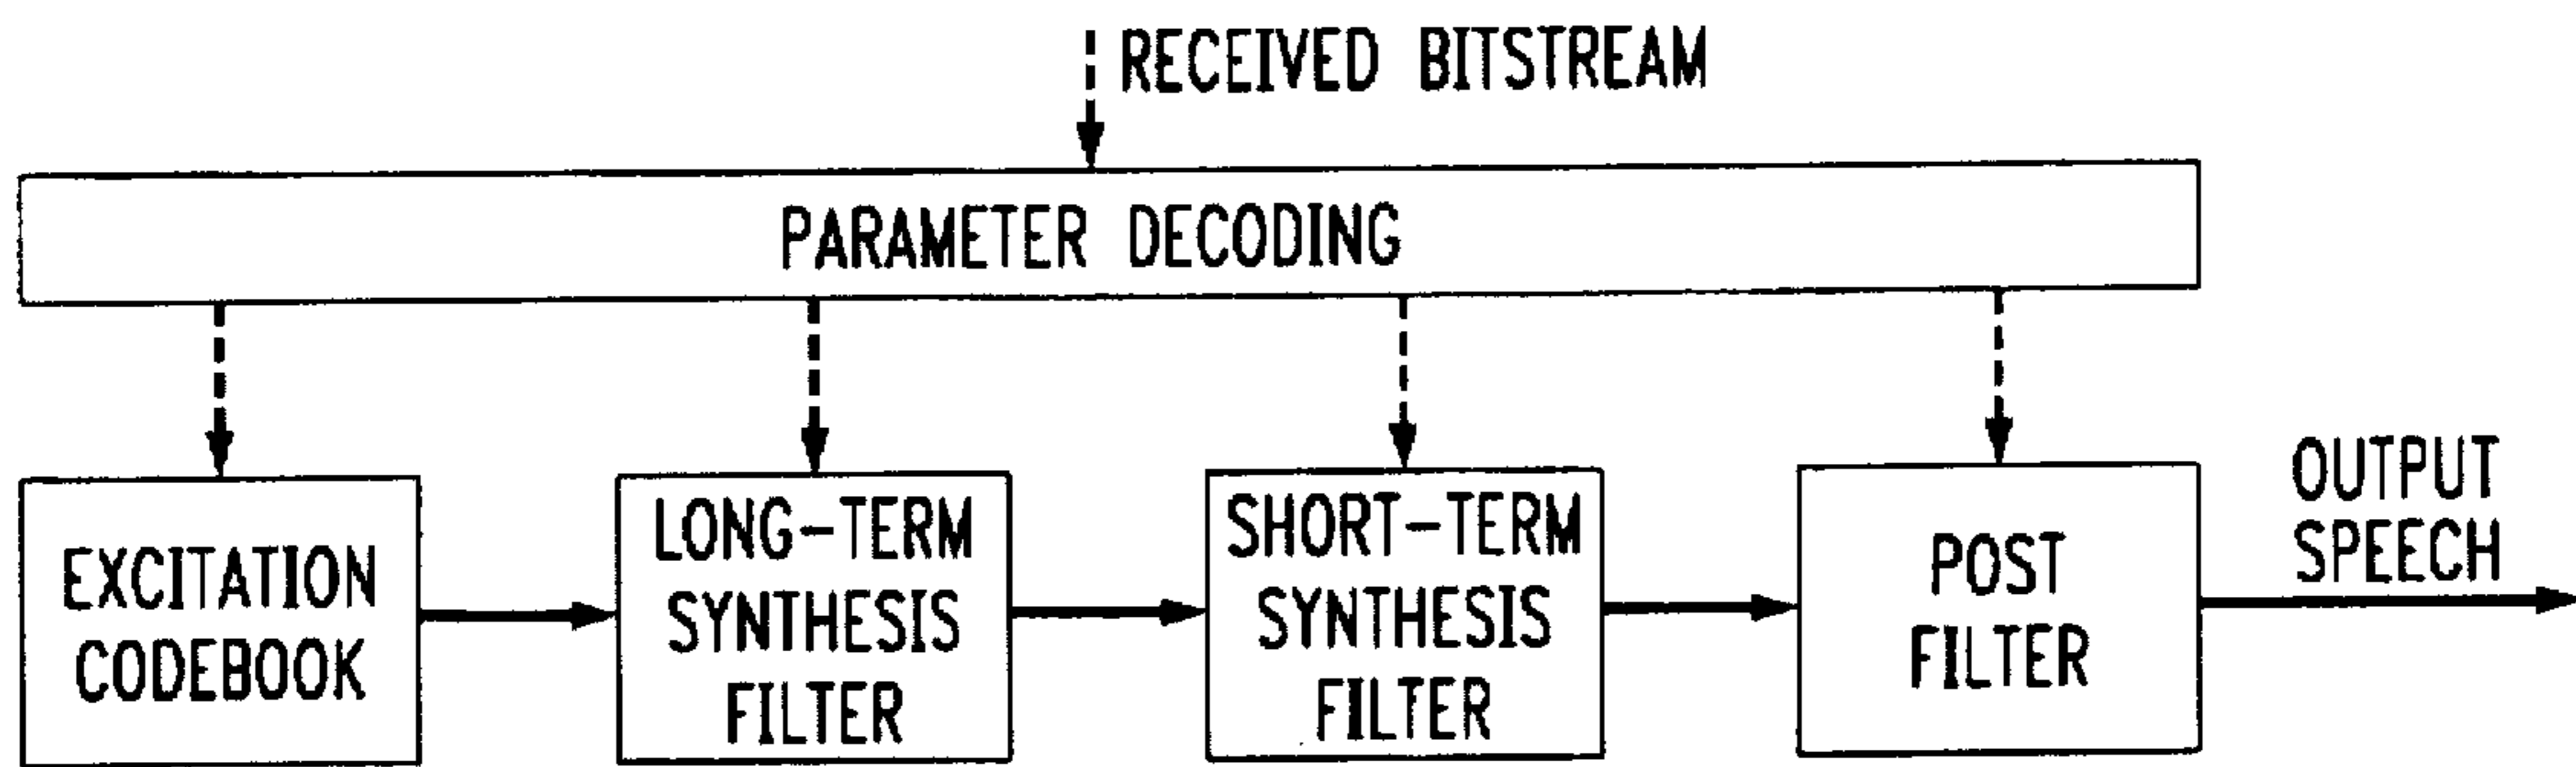 RECEIVED BITSTREAM
PARAMETER DECODING
EXCITATION
CODEBOOK
LONG-TERM
SYNTHESIS
FILTER
SHORT-TERM
SYNTHESIS
FILTER
POST
FILTER
OUTPUT
SPEECH